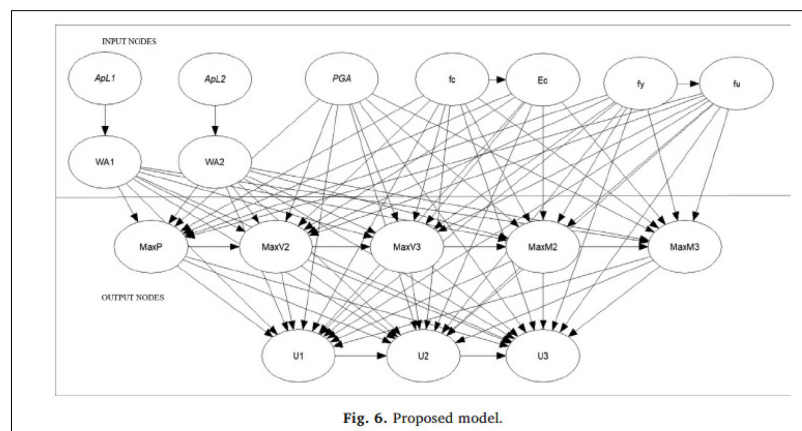 INPUT NODES
ApL1 ApL2 PGA fc Ec fy fu
WA1 WA2
MaxP MaxV2 MaxV3 MaxM2 MaxM3
OUTPUT NODES
U1 U2 U3
Fig. 6. Proposed model.